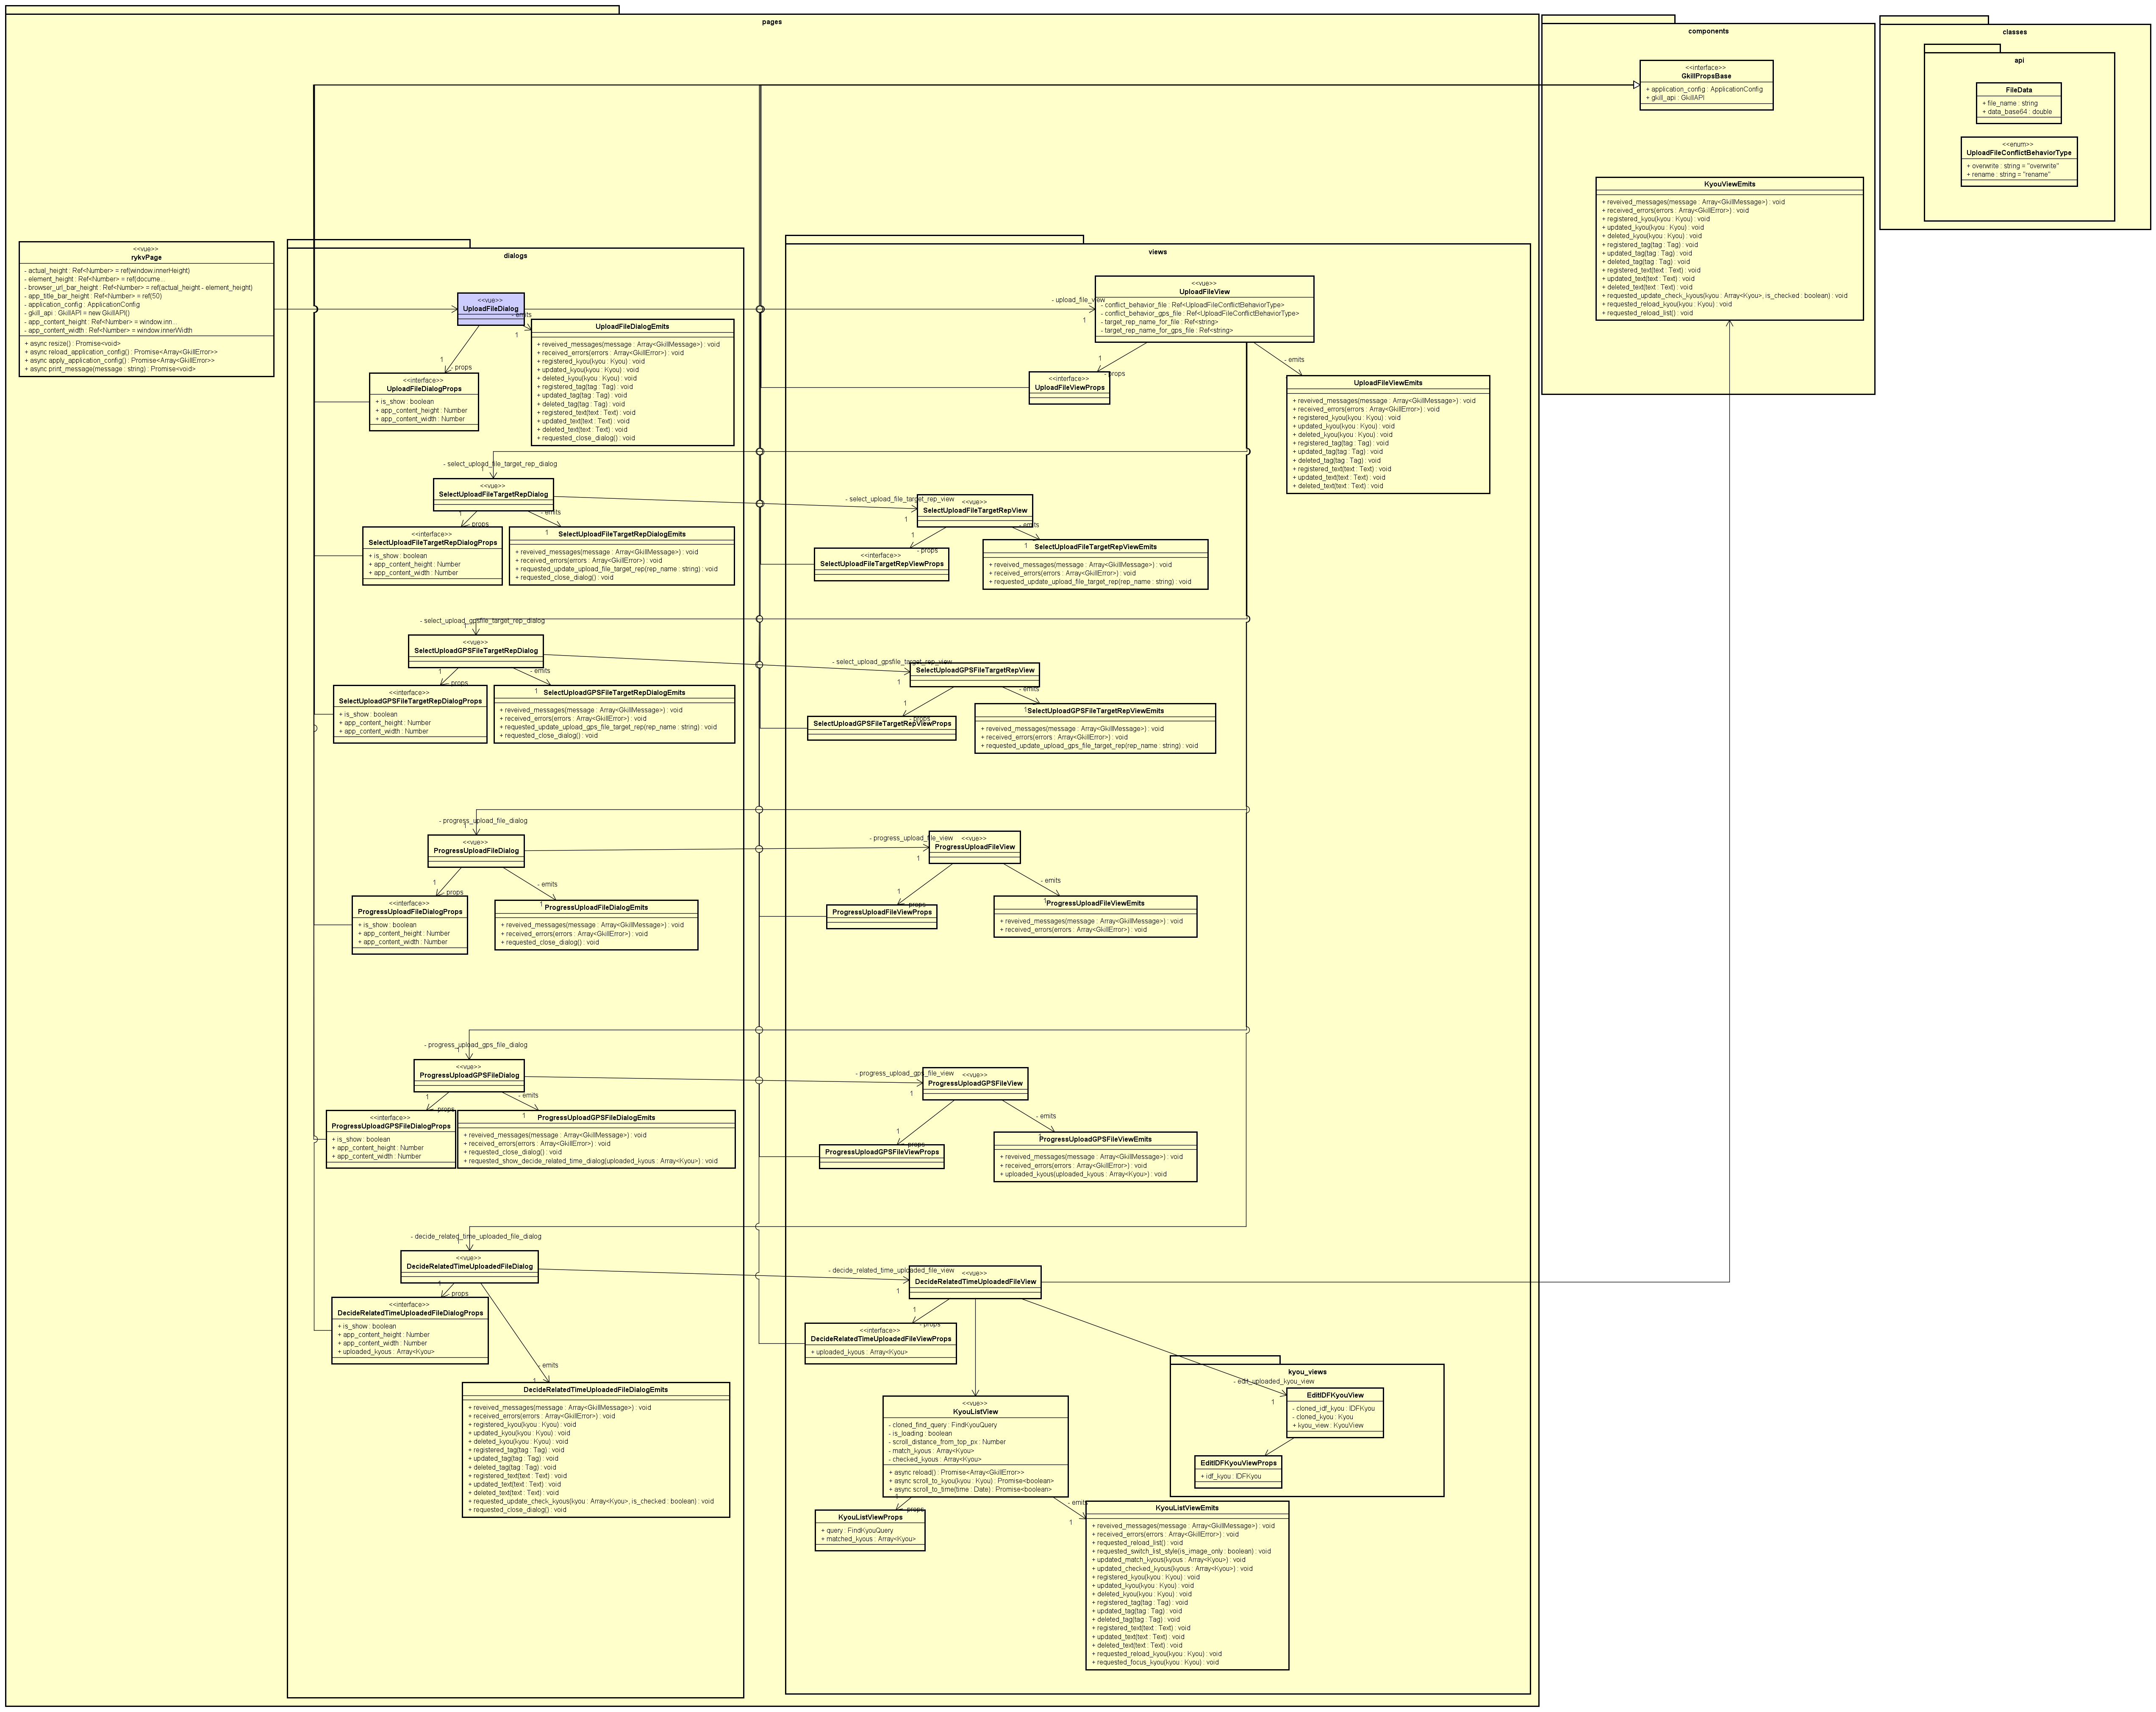 pages
<<vue>>
rykvPage
- actual_height : Ref<Number> = ref(window.innerHeight)
- element_height : Ref<Number> = ref(docume...
- browser_url_bar_height : Ref<Number> = ref(actual_height - element_height)
- app_title_bar_height : Ref<Number> = ref(50)
- application_config : ApplicationConfig
- gkill_api : GkillAPI = new GkillAPI()
- app_content_height : Ref<Number> = window.inn...
- app_content_width : Ref<Number> = window.innerWidth
+ async resize() : Promise<void>
+ async reload_application_config() : Promise<Array<GkillError>>
+ async apply_application_config() : Promise<Array<GkillError>>
+ async print_message(message : string) : Promise<void>
dialogs
<<vue>>
UploadFileDialog
- emits
1
1
- props
<<interface>>
UploadFileDialogProps
+ is_show : boolean
+ app_content_height : Number
+ app_content_width : Number
UploadFileDialogEmits
+ reveived_messages(message : Array<GkillMessage>) : void
+ received_errors(errors : Array<GkillError>) : void
+ registered_kyou(kyou : Kyou) : void
+ updated_kyou(kyou : Kyou) : void
+ deleted_kyou(kyou : Kyou) : void
+ registered_tag(tag : Tag) : void
+ updated_tag(tag : Tag) : void
+ deleted_tag(tag : Tag) : void
+ registered_text(text : Text) : void
+ updated_text(text : Text) : void
+ deleted_text(text : Text) : void
+ requested_close_dialog() : void
- select_upload_file_target_rep_dialog
1
<<vue>>
SelectUploadFileTargetRepDialog
1
- props
- emits
1
<<interface>>
SelectUploadFileTargetRepDialogProps
+ is_show : boolean
+ app_content_height : Number
+ app_content_width : Number
SelectUploadFileTargetRepDialogEmits
+ reveived_messages(message : Array<GkillMessage>) : void
+ received_errors(errors : Array<GkillError>) : void
+ requested_update_upload_file_target_rep(rep_name : string) : void
+ requested_close_dialog() : void
- select_upload_gpsfile_target_rep_dialog
1
<<vue>>
SelectUploadGPSFileTargetRepDialog
1
- props
- emits
1
<<interface>>
SelectUploadGPSFileTargetRepDialogProps
+ is_show : boolean
+ app_content_height : Number
+ app_content_width : Number
SelectUploadGPSFileTargetRepDialogEmits
+ reveived_messages(message : Array<GkillMessage>) : void
+ received_errors(errors : Array<GkillError>) : void
+ requested_update_upload_gps_file_target_rep(rep_name : string) : void
+ requested_close_dialog() : void
- progress_upload_file_dialog
1
<<vue>>
ProgressUploadFileDialog
1
- props
- emits
1
<<interface>>
ProgressUploadFileDialogProps
+ is_show : boolean
+ app_content_height : Number
+ app_content_width : Number
ProgressUploadFileDialogEmits
+ reveived_messages(message : Array<GkillMessage>) : void
+ received_errors(errors : Array<GkillError>) : void
+ requested_close_dialog() : void
- progress_upload_gps_file_dialog
1
<<vue>>
ProgressUploadGPSFileDialog
1
- props
- emits
1
<<interface>>
ProgressUploadGPSFileDialogProps
+ is_show : boolean
+ app_content_height : Number
+ app_content_width : Number
ProgressUploadGPSFileDialogEmits
+ reveived_messages(message : Array<GkillMessage>) : void
+ received_errors(errors : Array<GkillError>) : void
+ requested_close_dialog() : void
+ requested_show_decide_related_time_dialog(uploaded_kyous : Array<Kyou>) : void
- decide_related_time_uploaded_file_dialog
1
<<vue>>
DecideRelatedTimeUploadedFileDialog
1
- props
- emits
1
<<interface>>
DecideRelatedTimeUploadedFileDialogProps
+ is_show : boolean
+ app_content_height : Number
+ app_content_width : Number
+ uploaded_kyous : Array<Kyou>
DecideRelatedTimeUploadedFileDialogEmits
+ reveived_messages(message : Array<GkillMessage>) : void
+ received_errors(errors : Array<GkillError>) : void
+ registered_kyou(kyou : Kyou) : void
+ updated_kyou(kyou : Kyou) : void
+ deleted_kyou(kyou : Kyou) : void
+ registered_tag(tag : Tag) : void
+ updated_tag(tag : Tag) : void
+ deleted_tag(tag : Tag) : void
+ registered_text(text : Text) : void
+ updated_text(text : Text) : void
+ deleted_text(text : Text) : void
+ requested_update_check_kyous(kyou : Array<Kyou>, is_checked : boolean) : void
+ requested_close_dialog() : void
views
- upload_file_view
1
<<vue>>
UploadFileView
- conflict_behavior_file : Ref<UploadFileConflictBehaviorType>
- conflict_behavior_gps_file : Ref<UploadFileConflictBehaviorType>
- target_rep_name_for_file : Ref<string>
- target_rep_name_for_gps_file : Ref<string>
1
- props
- emits
<<interface>>
UploadFileViewProps
UploadFileViewEmits
+ reveived_messages(message : Array<GkillMessage>) : void
+ received_errors(errors : Array<GkillError>) : void
+ registered_kyou(kyou : Kyou) : void
+ updated_kyou(kyou : Kyou) : void
+ deleted_kyou(kyou : Kyou) : void
+ registered_tag(tag : Tag) : void
+ updated_tag(tag : Tag) : void
+ deleted_tag(tag : Tag) : void
+ registered_text(text : Text) : void
+ updated_text(text : Text) : void
+ deleted_text(text : Text) : void
- select_upload_file_target_rep_view
1
<<vue>>
SelectUploadFileTargetRepView
1
- props
- emits
1
<<interface>>
SelectUploadFileTargetRepViewProps
SelectUploadFileTargetRepViewEmits
+ reveived_messages(message : Array<GkillMessage>) : void
+ received_errors(errors : Array<GkillError>) : void
+ requested_update_upload_file_target_rep(rep_name : string) : void
- select_upload_gpsfile_target_rep_view
1
SelectUploadGPSFileTargetRepView
1
- props
- emits
1
SelectUploadGPSFileTargetRepViewProps
SelectUploadGPSFileTargetRepViewEmits
+ reveived_messages(message : Array<GkillMessage>) : void
+ received_errors(errors : Array<GkillError>) : void
+ requested_update_upload_gps_file_target_rep(rep_name : string) : void
- progress_upload_file_view
1
<<vue>>
ProgressUploadFileView
1
- props
- emits
1
ProgressUploadFileViewProps
ProgressUploadFileViewEmits
+ reveived_messages(message : Array<GkillMessage>) : void
+ received_errors(errors : Array<GkillError>) : void
- progress_upload_gps_file_view
1
<<vue>>
ProgressUploadGPSFileView
1
- props
- emits
1
ProgressUploadGPSFileViewProps
ProgressUploadGPSFileViewEmits
+ reveived_messages(message : Array<GkillMessage>) : void
+ received_errors(errors : Array<GkillError>) : void
+ uploaded_kyous(uploaded_kyous : Array<Kyou>) : void
- decide_related_time_uploaded_file_view
1
<<vue>>
DecideRelatedTimeUploadedFileView
1
- props
<<interface>>
DecideRelatedTimeUploadedFileViewProps
+ uploaded_kyous : Array<Kyou>
kyou_views
- edit_uploaded_kyou_view
1
EditIDFKyouView
- cloned_idf_kyou : IDFKyou
- cloned_kyou : Kyou
+ kyou_view : KyouView
EditIDFKyouViewProps
+ idf_kyou : IDFKyou
<<vue>>
KyouListView
- cloned_find_query : FindKyouQuery
- is_loading : boolean
- scroll_distance_from_top_px : Number
- match_kyous : Array<Kyou>
- checked_kyous : Array<Kyou>
+ async reload() : Promise<Array<GkillError>>
+ async scroll_to_kyou(kyou : Kyou) : Promise<boolean>
+ async scroll_to_time(time : Date) : Promise<boolean>
1
- props
- emits
1
KyouListViewProps
+ query : FindKyouQuery
+ matched_kyous : Array<Kyou>
KyouListViewEmits
+ reveived_messages(message : Array<GkillMessage>) : void
+ received_errors(errors : Array<GkillError>) : void
+ requested_reload_list() : void
+ requested_switch_list_style(is_image_only : boolean) : void
+ updated_match_kyous(kyous : Array<Kyou>) : void
+ updated_checked_kyous(kyous : Array<Kyou>) : void
+ registered_kyou(kyou : Kyou) : void
+ updated_kyou(kyou : Kyou) : void
+ deleted_kyou(kyou : Kyou) : void
+ registered_tag(tag : Tag) : void
+ updated_tag(tag : Tag) : void
+ deleted_tag(tag : Tag) : void
+ registered_text(text : Text) : void
+ updated_text(text : Text) : void
+ deleted_text(text : Text) : void
+ requested_reload_kyou(kyou : Kyou) : void
+ requested_focus_kyou(kyou : Kyou) : void
components
<<interface>>
GkillPropsBase
+ application_config : ApplicationConfig
+ gkill_api : GkillAPI
KyouViewEmits
+ reveived_messages(message : Array<GkillMessage>) : void
+ received_errors(errors : Array<GkillError>) : void
+ registered_kyou(kyou : Kyou) : void
+ updated_kyou(kyou : Kyou) : void
+ deleted_kyou(kyou : Kyou) : void
+ registered_tag(tag : Tag) : void
+ updated_tag(tag : Tag) : void
+ deleted_tag(tag : Tag) : void
+ registered_text(text : Text) : void
+ updated_text(text : Text) : void
+ deleted_text(text : Text) : void
+ requested_update_check_kyous(kyou : Array<Kyou>, is_checked : boolean) : void
+ requested_reload_kyou(kyou : Kyou) : void
+ requested_reload_list() : void
classes
api
FileData
+ file_name : string
+ data_base64 : double
<<enum>>
UploadFileConflictBehaviorType
+ overwrite : string = "overwrite"
+ rename : string = "rename"